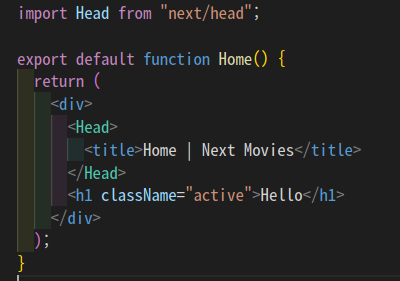 import Head from "next/head";
export default function Home() {
return (
<div>
<Head>
<title>Home | Next Movies</title>
</Head>
<h1 className="active">Hello</h1>
</div>
);
}